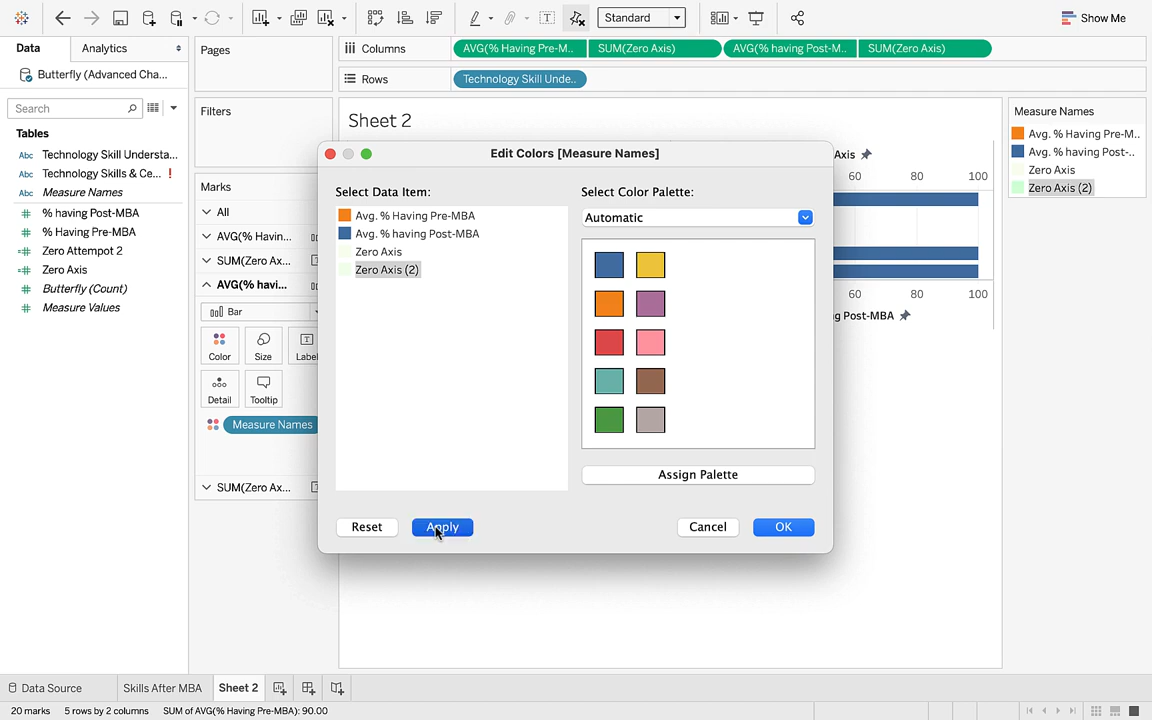 Standard
Show Me
Data
Analytics
Pages
Columns
AVG(% Having Pre-M..
SUM(Zero Axis)
AVG(% having Post-M..
SUM(Zero Axis)
Butterfly (Advanced Cha...
Rows
Technology Skill Unde..
Search
Filters
Sheet 2
Tables
Abc Technology Skill Understa...
Abc Technology Skills & Ce... !
Abc Measure Names
% having Post-MBA
% Having Pre-MBA
Zero Attempot 2
Zero Axis
Butterfly (Count)
Measure Values
Marks
All
AVG(% Havin...
SUM(Zero Ax...
AVG(% havi...
Bar
Color
Size
Label
Detail
Tooltip
Measure Names
SUM(Zero Ax...
Edit Colors [Measure Names]
Select Data Item:
Avg. % Having Pre-MBA
Avg. % having Post-MBA
Zero Axis
Zero Axis (2)
Select Color Palette:
Automatic
Assign Palette
Reset
Apply
Cancel
OK
Axis
60 80 100
60 80 100
g Post-MBA
Measure Names
Avg. % Having Pre-M..
Avg. % having Post-..
Zero Axis
Zero Axis (2)
Data Source
Skills After MBA
Sheet 2
20 marks
5 rows by 2 columns
SUM of AVG(% Having Pre-MBA): 90.00